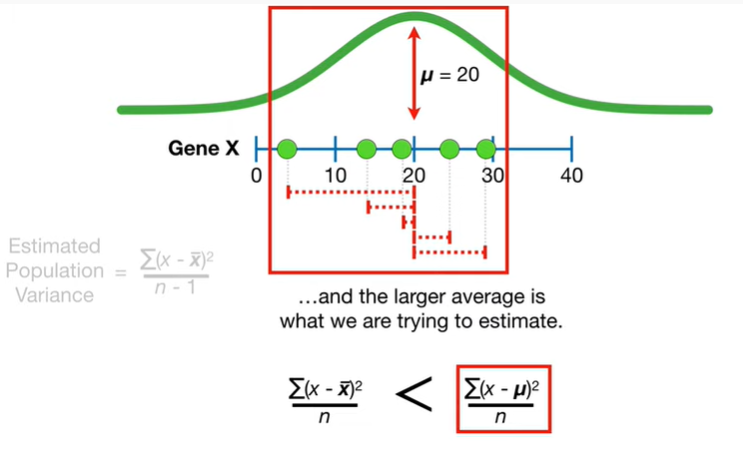 μ = 20
Gene X
0 10 20 30 40
Estimated
Population
Variance
= Σ(x - x̄)²
n - 1
...and the larger average is
what we are trying to estimate.
Σ(x - x̄)² < Σ(x - μ)²
n n